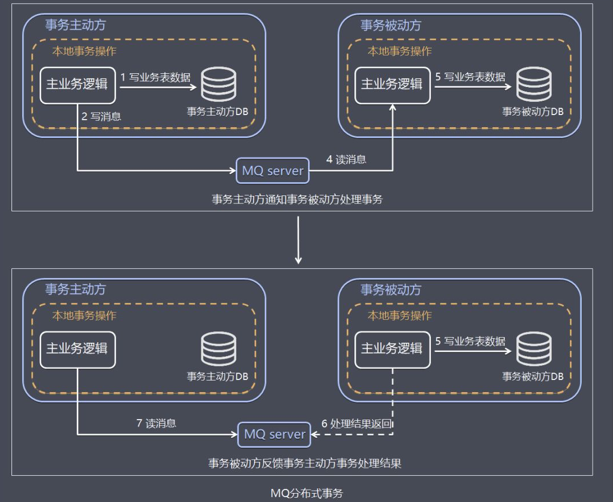 事务主动方
事务被动方
本地事务操作
本地事务操作
主业务逻辑
1 写业务表数据
事务主动方DB
主业务逻辑
5 写业务表数据
事务被动方DB
2 写消息
MQ server
4 读消息
事务主动方通知事务被动方处理事务
事务主动方
事务被动方
本地事务操作
本地事务操作
主业务逻辑
事务主动方DB
主业务逻辑
5 写业务表数据
事务被动方DB
7 读消息
MQ server
6 处理结果返回
事务被动方反馈事务主动方事务处理结果
MQ分布式事务